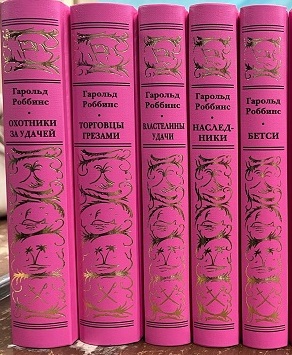 Гарольд
Роббинс
ОХОТНИКИ
ЗА УДАЧЕЙ
Гарольд
Роббинс
ТОРГОВЦЫ
ГРЕЗАМИ
Гарольд
Роббинс
ВЛАСТЕЛИНЫ
УДАЧИ
Гарольд
Роббинс
НАСЛЕД-
НИКИ
Гарольд
Роббинс
БЕТСИ